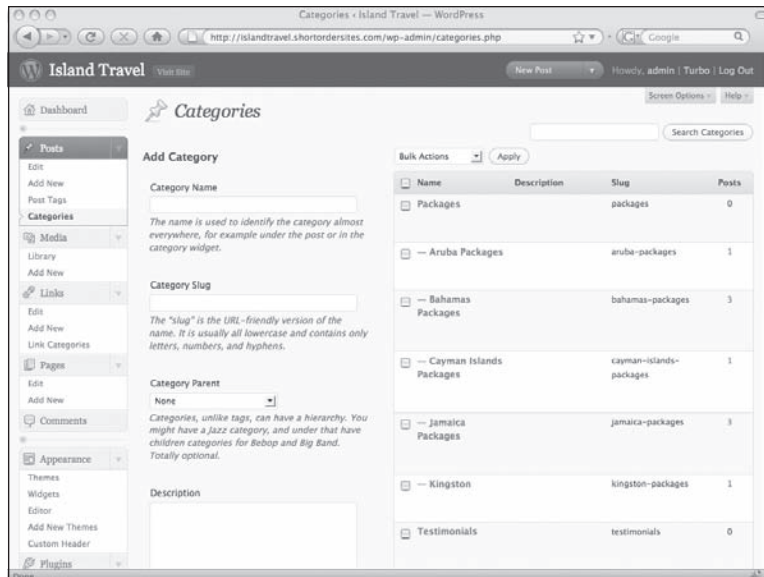 Categories ‹ Island Travel — WordPress
http://islandtravel.shortordersites.com/wp-admin/categories.php
Google
Island Travel
Visit Site
New Post
Howdy, admin | Turbo | Log Out
Screen Options
Help
Dashboard
Posts
Edit
Add New
Post Tags
Categories
Media
Library
Add New
Links
Edit
Add New
Link Categories
Pages
Edit
Add New
Comments
Appearance
Themes
Widgets
Editor
Add New Themes
Custom Header
Plugins
Categories
Search Categories
Add Category
Category Name
The name is used to identify the category almost
everywhere, for example under the post or in the
category widget.
Category Slug
The "slug" is the URL-friendly version of the
name. It is usually all lowercase and contains only
letters, numbers, and hyphens.
Category Parent
None
Categories, unlike tags, can have a hierarchy. You
might have a Jazz category, and under that have
children categories for Bebop and Big Band.
Totally optional.
Description
Bulk Actions
Apply
Name Description Slug Posts
Packages packages 0
— Aruba Packages aruba-packages 1
— Bahamas
Packages
bahamas-packages 3
— Cayman Islands
Packages
cayman-islands-
packages
1
— Jamaica
Packages
jamaica-packages 3
— Kingston kingston-packages 1
Testimonials testimonials 0
Done